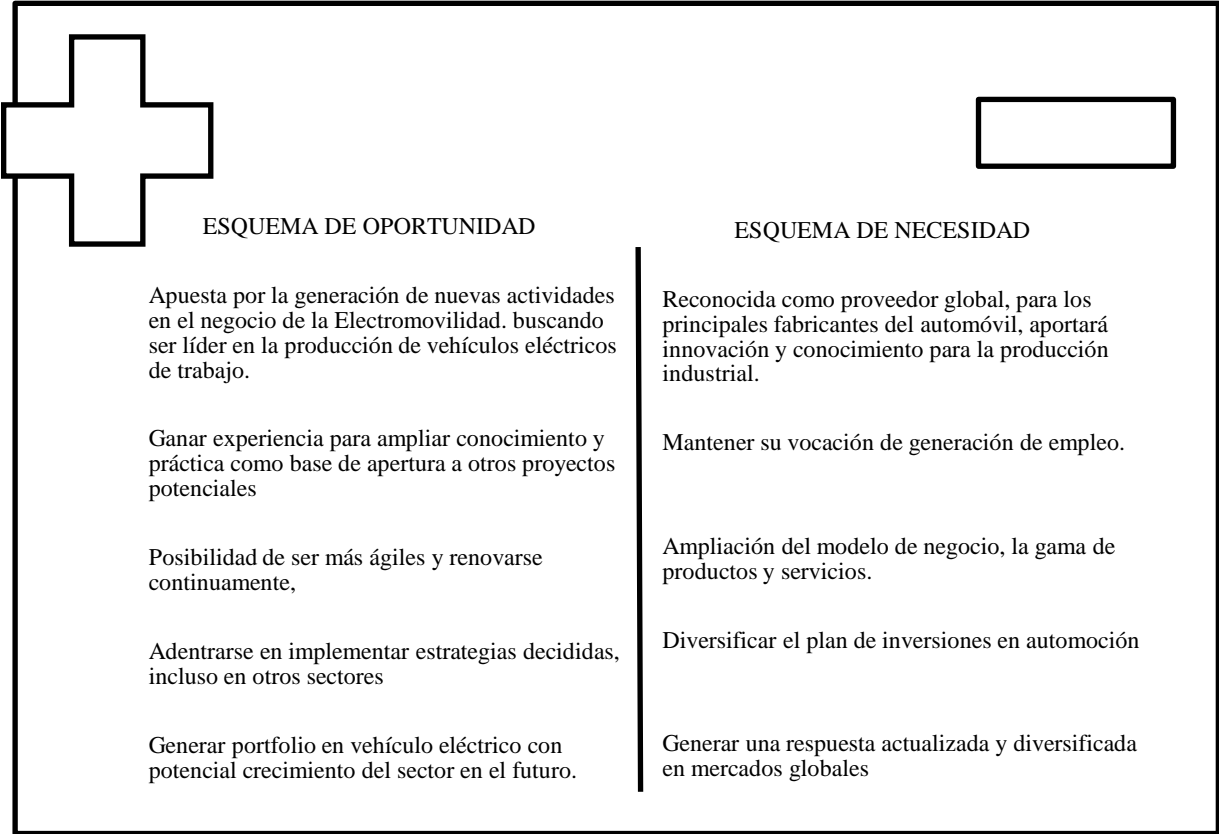 ESQUEMA DE OPORTUNIDAD
Apuesta por la generación de nuevas actividades
en el negocio de la Electromovilidad. buscando
ser líder en la producción de vehículos eléctricos
de trabajo.
Ganar experiencia para ampliar conocimiento y
práctica como base de apertura a otros proyectos
potenciales
Posibilidad de ser más ágiles y renovarse
continuamente,
Adentrarse en implementar estrategias decididas,
incluso en otros sectores
Generar portfolio en vehículo eléctrico con
potencial crecimiento del sector en el futuro.
ESQUEMA DE NECESIDAD
Reconocida como proveedor global, para los
principales fabricantes del automóvil, aportará
innovación y conocimiento para la producción
industrial.
Mantener su vocación de generación de empleo.
Ampliación del modelo de negocio, la gama de
productos y servicios.
Diversificar el plan de inversiones en automoción
Generar una respuesta actualizada y diversificada
en mercados globales